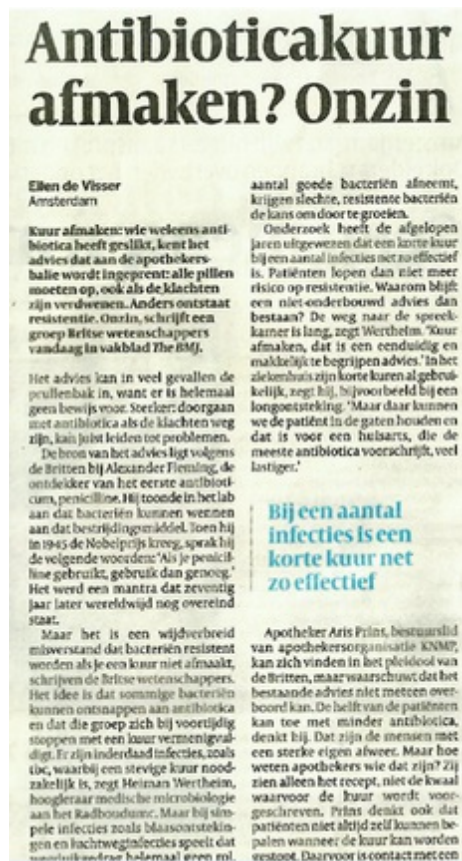 Antibioticakuur
afmaken? Onzin
Ellen de Visser
Amsterdam
Kuur afmaken: wie weleens anti-
biotica heeft geslikt, kent het
advies dat aan de apothekers-
balie wordt ingeprent: alle pillen
moeten op, ook als de klachten
zijn verdwenen. Anders ontstaat
resistentie. Onzin, schrijft een
groep Britse wetenschappers
vandaag in vakblad The BMJ.
Het advies kan in veel gevallen de
prullenbak in, want er is helemaal
geen bewijs voor. Sterker: doorgaan
met antibiotica als de klachten weg
zijn, kan juist leiden tot problemen.
De bron van het advies ligt volgens
de Britten bij Alexander Fleming, de
ontdekker van het eerste antibioti-
cum, penicilline. Hij toonde in het lab
aan dat bacteriën kunnen wennen
aan dat bestrijdingsmiddel. Toen hij
in 1945 de Nobelprijs kreeg, sprak hij
de volgende woorden: 'Als je penicil-
line gebruikt, gebruik dan genoeg.'
Het werd een mantra dat zeventig
jaar later wereldwijd nog overeind
staat.
Maar het is een wijdverbreid
misverstand dat bacteriën resistent
worden als je een kuur niet afmaakt,
schrijven de Britse wetenschappers.
Het idee is dat sommige bacteriën
kunnen ontsnappen aan antibiotica
en dat die groep zich bij voortijdig
stoppen met een kuur vermenigvul-
digt. Er zijn inderdaad infecties, zoals
tbc, waarbij een stevige kuur nood-
zakelijk is, zegt Heiman Wertheim,
hoogleraar medische microbiologie
aan het Radboudumc. Maar bij sim-
pele infecties zoals blaasontstekin-
gen en luchtweginfecties speelt dat
helemaal geen rol.
aantal goede bacteriën afneemt,
krijgen slechte, resistente bacteriën
de kans om door te groeien.
Onderzoek heeft de afgelopen
jaren uitgewezen dat een korte kuur
bij een aantal infecties net zo effectief
is. Patiënten lopen dan niet meer
risico op resistentie. Waarom blijft
een niet-onderbouwd advies dan
bestaan? De weg naar de spreek-
kamer is lang, zegt Wertheim. 'Kuur
afmaken, dat is een eenduidig en
makkelijk te begrijpen advies.' In het
ziekenhuis zijn korte kuren al gebrui-
kelijk, zegt hij, bijvoorbeeld bij een
longontsteking. 'Maar daar kunnen
we de patiënt in de gaten houden en
dat is voor een huisarts, die de
meeste antibiotica voorschrijft, veel
lastiger.'
Bij een aantal
infecties is een
korte kuur net
zo effectief
Apotheker Aris Prins, bestuurslid
van apothekersorganisatie KNMP,
kan zich vinden in het pleidooi van
de Britten, maar waarschuwt dat het
bestaande advies niet meteen over-
boord kan. De helft van de patiënten
kan toe met minder antibiotica,
denkt hij. Dat zijn de mensen met
een sterke eigen afweer. Maar hoe
weten apothekers wie dat zijn? Zij
zien alleen het recept, niet de kwaal
waarvoor de kuur wordt voor-
geschreven. Prins denkt ook dat
patiënten niet altijd zelf kunnen be-
palen wanneer de kuur kan worden
gestopt. Daarvoor is contact met een